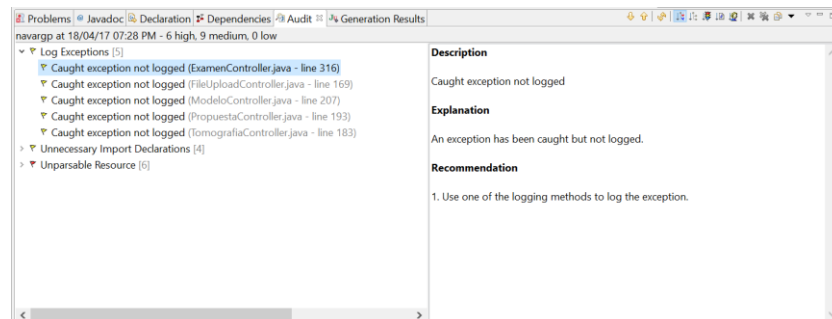 Problems Javadoc Declaration Dependencies Audit Generation Results
navargp at 18/04/17 07:28 PM - 6 high, 9 medium, 0 low
Log Exceptions [5]
Caught exception not logged (ExamenController.java - line 316)
Caught exception not logged (FileUploadController.java - line 169)
Caught exception not logged (ModeloController.java - line 207)
Caught exception not logged (PropuestaController.java - line 193)
Caught exception not logged (TomografiaController.java - line 183)
Unnecessary Import Declarations [4]
Unparsable Resource [6]
Description
Caught exception not logged
Explanation
An exception has been caught but not logged.
Recommendation
1. Use one of the logging methods to log the exception.